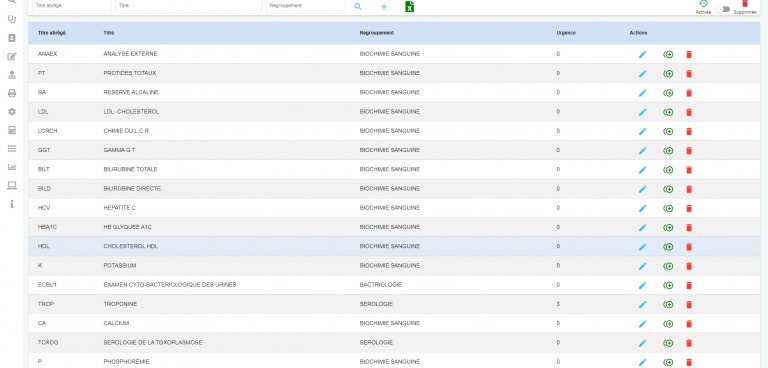 Titre abrégé Titre Regroupement Activée Supprimée
Titre abrégé Titre Regroupement Urgence Actions
ANAEX ANALYSE EXTERNE BIOCHIMIE SANGUINE 0
PT PROTIDES TOTAUX BIOCHIMIE SANGUINE 0
RA RESERVE ALCALINE BIOCHIMIE SANGUINE 0
LDL LDL- CHOLESTEROL BIOCHIMIE SANGUINE 0
LCRCH CHIMIE DU L.C.R BIOCHIMIE SANGUINE 0
GGT GAMMA G T BIOCHIMIE SANGUINE 0
BILT BILIRUBINE TOTALE BIOCHIMIE SANGUINE 0
BILD BILIRUBINE DIRECTE BIOCHIMIE SANGUINE 0
HCV HEPATITE C BIOCHIMIE SANGUINE 0
HBA1C HB GLYQUEE A1C BIOCHIMIE SANGUINE 0
HDL CHOLESTEROL HDL BIOCHIMIE SANGUINE 0
K POTASSIUM BIOCHIMIE SANGUINE 0
ECBU1 EXAMEN CYTO-BACTERIOLOGIQUE DES URINES BACTRIOLOGIE 0
TROP TROPONINE SEROLOGIE 3
CA CALCIUM BIOCHIMIE SANGUINE 0
TOXOG SEROLOGIE DE LA TOXOPLASMOSE SEROLOGIE 0
P PHOSPHORÉMIE BIOCHIMIE SANGUINE 0